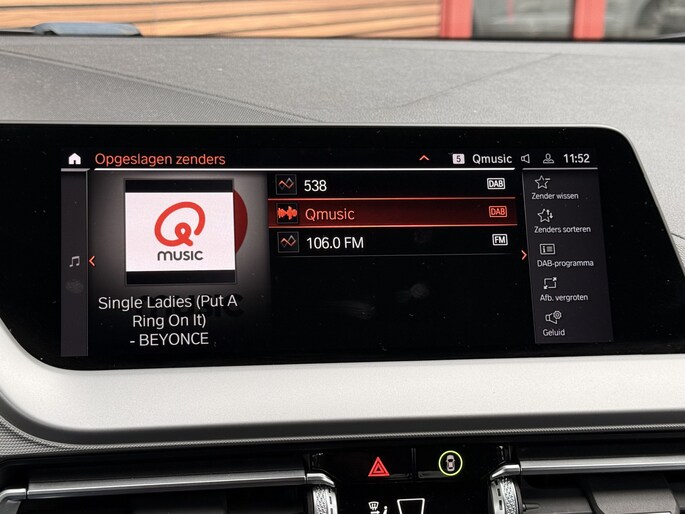 Opgeslagen zenders
5 Qmusic 11:52
538 DAB
Qmusic DAB
106.0 FM FM
Q
MUSIC
Single Ladies (Put A
Ring On It)
- BEYONCE
Zender wissen
Zenders sorteren
DAB-programma
Afb. vergroten
Geluid